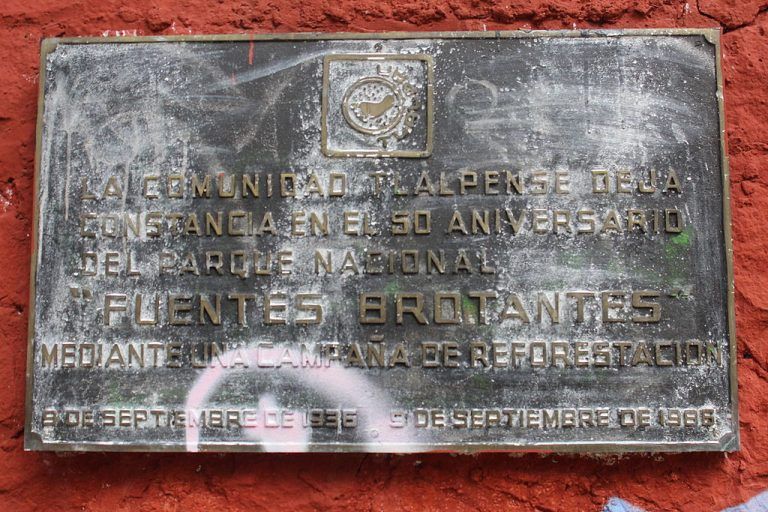 LA COMUNIDAD TLALPENSE DEJA
CONSTANCIA EN EL 50 ANIVERSARIO
DEL PARQUE NACIONAL
"FUENTES BROTANTES"
MEDIANTE UNA CAMPAÑA DE REFORESTACION
DE SEPTIEMBRE DE 1936 DE SEPTIEMBRE DE 1986